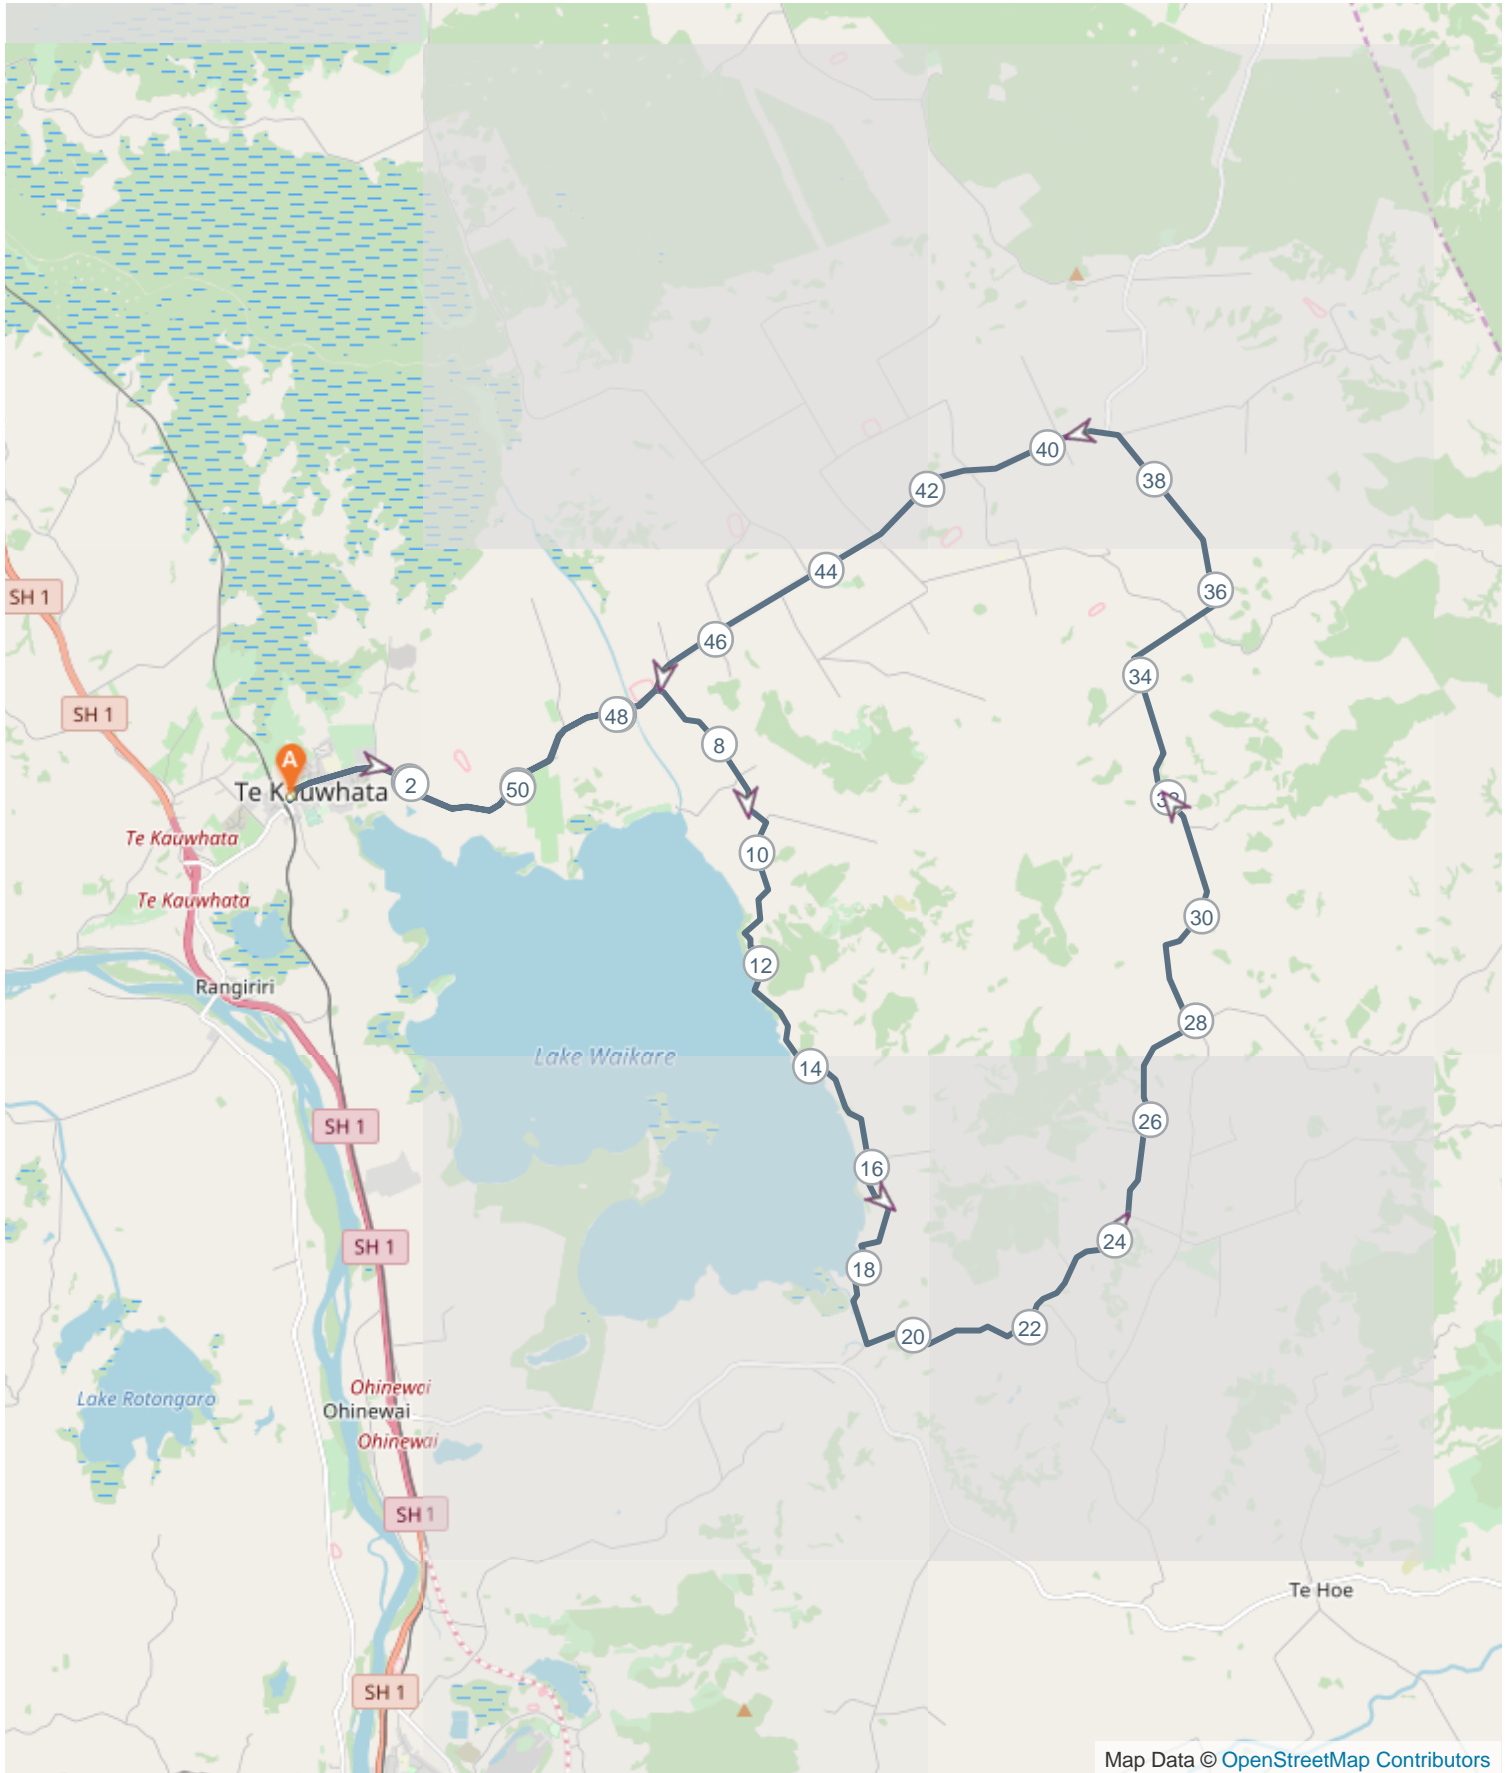 40
38
42
44
36
SH 1
46
34
SH 1
48
8
A
2
50
Te Kauwhata
Te Kauwhata
10
Te Kauwhata
30
12
Rangiriri
28
Lake Waikare
14
SH 1
26
16
SH 1
24
18
22
20
Ohinewai
Lake Rotongaro
Ohinewai
Ohinewai
SH 1
Te Hoe
SH 1
Map Data © OpenStreetMap Contributors